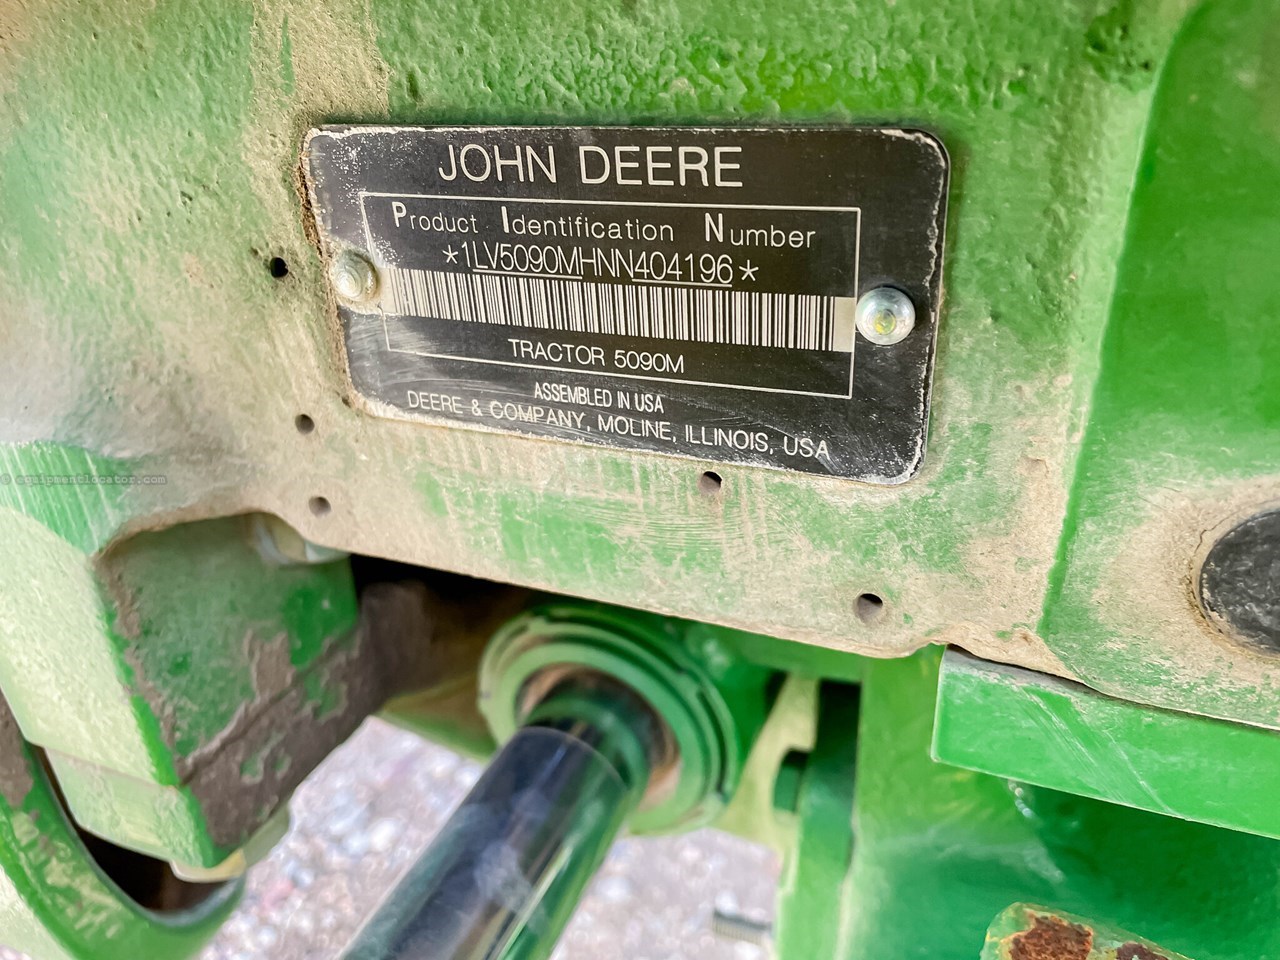 JOHN DEERE
Product Identification Number
*1LV5090MHNN404196*
TRACTOR 5090M
ASSEMBLED IN USA
DEERE & COMPANY, MOLINE, ILLINOIS, USA
© equipmentlocator.com